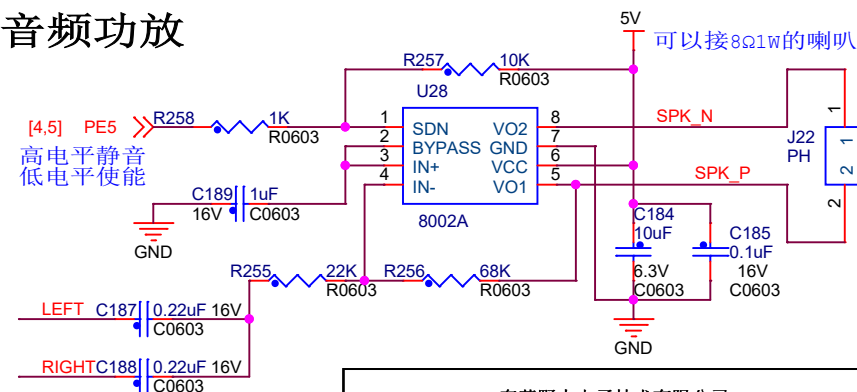 音频功放
5V
可以接8Ω1W的喇叭
R257 10K
R0603
U28
[4,5] PE5 R258 1K
R0603
高电平静音
低电平使能
1 SDN VO2 8
2 BYPASS GND 7
3 IN+ VCC 6
4 IN- VO1 5
8002A
SPK_N
SPK_P
1
J22
PH
1
2
2
C189 1uF
16V C0603
GND
C184
10uF
6.3V
C0603
C185
0.1uF
16V
C0603
GND
R255 22K
R0603
R256 68K
R0603
LEFT C187 0.22uF 16V
C0603
RIGHT C188 0.22uF 16V
C0603